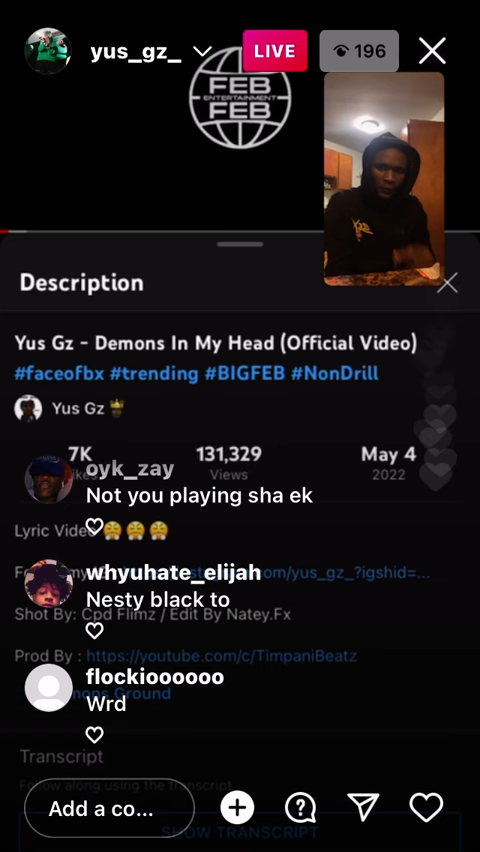 yus_gz_
LIVE
196
FEB
ENTERTAINMENT
FEB
Description
Yus Gz - Demons In My Head (Official Video)
#faceofbx #trending #BIGFEB #NonDrill
Yus Gz
7K
131,329
May 4
Views
2022
oyk_zay
Not you playing sha ek
Lyric Video
whyuhate_elijah
.com/yus_gz_?igshid=...
Nesty black to
Shot By: Cpd Flimz / Edit By Natey.Fx
Prod By : https://youtube.com/c/TimpaniBeatz
flockioooooo
Wrd
Ground
Transcript
Follow along using the transcript.
Add a co...
SHOW TRANSCRIPT